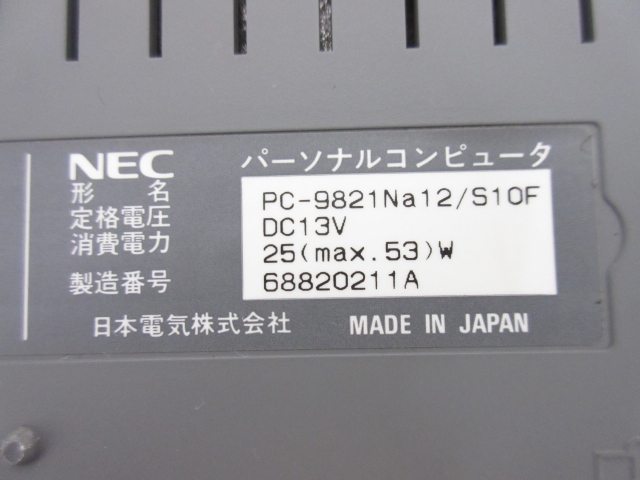 NEC パーソナルコンピュータ
形 名 PC-9821Na12/S10F
定格電圧 DC13V
消費電力 25(max.53)W
製造番号 68820211A
日本電気株式会社 MADE IN JAPAN